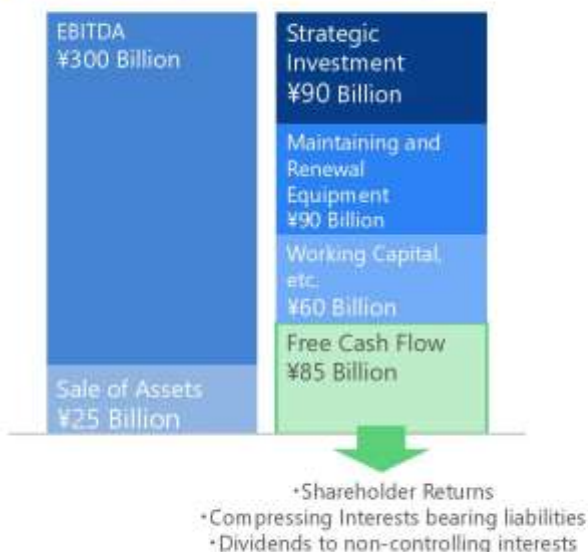 EBITDA
¥300 Billion
Sale of Assets
¥25 Billion
Strategic
Investment
¥90 Billion
Maintaining and
Renewal
Equipment
¥90 Billion
Working Capital,
etc.
¥60 Billion
Free Cash Flow
¥85 Billion
・Shareholder Returns
・Compressing Interests bearing liabilities
・Dividends to non-controlling interests